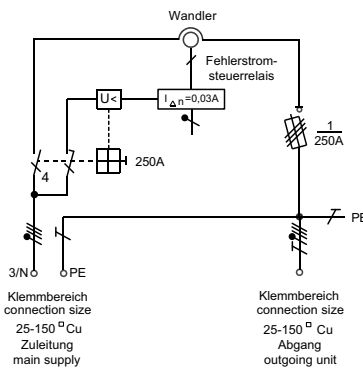 Wandler
Fehlerstrom-
steuerrelais
U<
I Δn=0,03A
250A
1
250A
4
PE
3/N
PE
Klemmbereich
connection size
25-150 □ Cu
Zuleitung
main supply
Klemmbereich
connection size
25-150 □ Cu
Abgang
outgoing unit